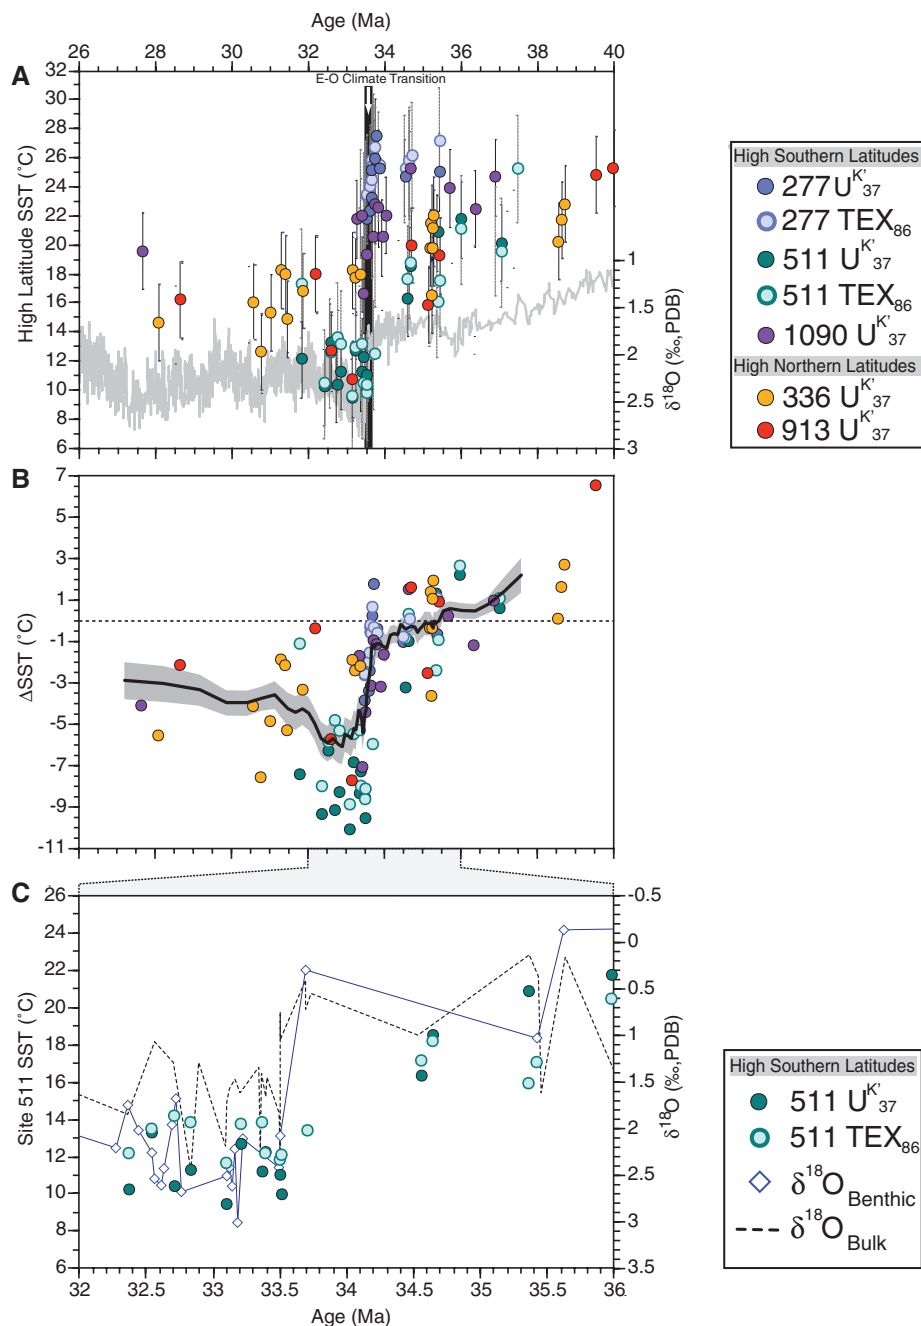 Age (Ma)
26 28 30 32 34 36 38 40
A
E-O Climate Transition
High Latitude SST (°C)
32
28
26
24
22
20
18
16
14
12
10
8
6
1
1.5
2
2.5
3
δ18O (‰,PDB)
High Southern Latitudes
277 UK'37
277 TEX86
511 UK'37
511 TEX86
1090 UK'37
High Northern Latitudes
336 UK'37
913 UK'37
B
ΔSST (°C)
7
5
3
1
-1
-3
-5
-7
-9
-11
C
Site 511 SST (°C)
26
24
22
20
18
16
14
12
10
8
6
-0.5
0
0.5
1
1.5
2
2.5
3
3.5
δ18O (‰,PDB)
32 32.5 33 33.5 34 34.5 35 35.5 36
Age (Ma)
High Southern Latitudes
511 UK'37
511 TEX86
δ18O Benthic
δ18O Bulk